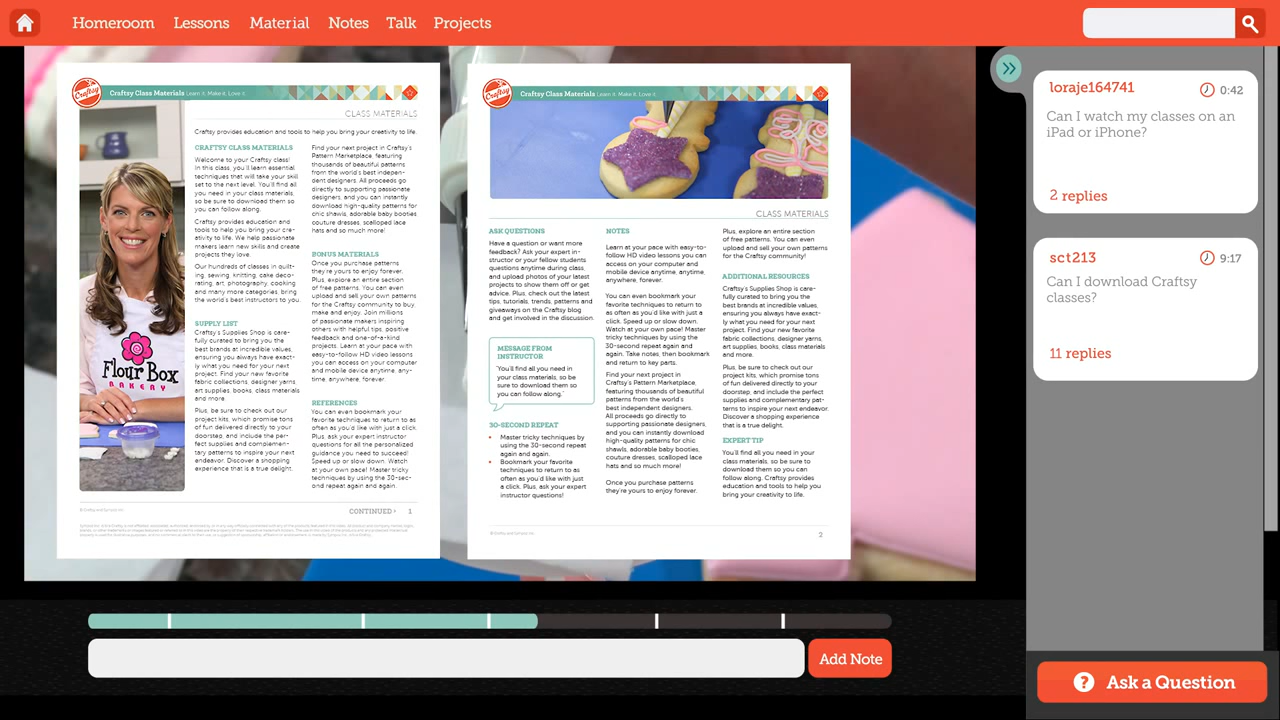 Homeroom Lessons Material Notes Talk Projects
Craftsy
Craftsy Class Materials Learn it. Make it. Love it.
CLASS MATERIALS
Craftsy provides education and tools to help you bring your creativity to life.
CRAFTSY CLASS MATERIALS
Welcome to your Craftsy class!
In this class, you'll learn essential
techniques that will take your skill
set to the next level. You'll find all
you need in your class materials,
so be sure to download them so
you can follow along.
Craftsy provides education and
tools to help you bring your cre-
ativity to life. We help passionate
makers learn new skills and create
projects they love.
Our hundreds of classes in quilt-
ing, sewing, knitting, cake deco-
rating, art, photography, cooking
and many more categories, bring
the world's best instructors to you.
SUPPLY LIST
Craftsy's Supplies Shop is care-
fully curated to bring you the
best brands at incredible values,
ensuring you always have exact-
ly what you need for your next
project. Find your new favorite
fabric collections, designer yarns,
art supplies, books, class materials
and more.
Plus, be sure to check out our
project kits, which promise tons
of fun delivered directly to your
doorstep, and include the per-
fect supplies and complemen-
tary patterns to inspire your next
endeavor. Discover a shopping
experience that is a true delight.
Find your next project in Craftsy's
Pattern Marketplace, featuring
thousands of beautiful patterns
from the world's best indepen-
dent designers. All proceeds go
directly to supporting passionate
designers, and you can instantly
download high-quality patterns for
chic shawls, adorable baby booties
couture dresses, scalloped lace
hats and so much more!
BONUS MATERIALS
Once you purchase patterns
they're yours to enjoy forever.
Plus, explore an entire section
of free patterns. You can even
upload and sell your own patterns
for the Craftsy community to buy,
make and enjoy. Join millions
of passionate makers inspiring
others with helpful tips, positive
feedback and one-of-a-kind
projects. Learn at your pace with
easy-to-follow HD video lessons
you can access on your computer
and mobile device anytime, any-
time, anywhere, forever.
REFERENCES
You can even bookmark your
favorite techniques to return to as
often as you'd like with just a click.
Plus, ask your expert instructor
questions for all the personalized
guidance you need to succeed!
Speed up or slow down. Watch
at your own pace! Master tricky
techniques by using the 30-sec-
ond repeat again and again.
Flour Box
BAKERY
CONTINUED › 1
Craftsy
Craftsy Class Materials Learn it. Make it. Love it.
CLASS MATERIALS
ASK QUESTIONS
Have a question or want more
feedback? Ask your expert in-
structor or your fellow students
questions anytime during class,
and upload photos of your latest
projects to show them off or get
advice. Plus, check out the latest
tips, tutorials, trends, patterns and
giveaways on the Craftsy blog
and get involved in the discussion.
MESSAGE FROM
INSTRUCTOR
You'll find all you need in
your class materials, so be
sure to download them so
you can follow along.'
30-SECOND REPEAT
• Master tricky techniques by
using the 30-second repeat
again and again.
• Bookmark your favorite
techniques to return to as
often as you'd like with just
a click. Plus, ask your expert
instructor questions!
NOTES
Learn at your pace with easy-to-
follow HD video lessons you can
access on your computer and
mobile device anytime, anytime,
anywhere, forever.
You can even bookmark your
favorite techniques to return to
as often as you'd like with just a
click. Speed up or slow down.
Watch at your own pace! Master
tricky techniques by using the
30-second repeat again and
again. Take notes, then bookmark
and return to key parts.
Find your next project in
Craftsy's Pattern Marketplace,
featuring thousands of beautiful
patterns from the world's
best independent designers.
All proceeds go directly to
supporting passionate designers,
and you can instantly download
high-quality patterns for chic
shawls, adorable baby booties,
couture dresses, scalloped lace
hats and so much more!
Once you purchase patterns
they're yours to enjoy forever.
Plus, explore an entire section
of free patterns. You can even
upload and sell your own patterns
for the Craftsy community!
ADDITIONAL RESOURCES
Craftsy's Supplies Shop is care-
fully curated to bring you the
best brands at incredible values,
ensuring you always have exact-
ly what you need for your next
project. Find your new favorite
fabric collections, designer yarns,
art supplies, books, class materials
and more.
Plus, be sure to check out our
project kits, which promise tons
of fun delivered directly to your
doorstep, and include the perfect
supplies and complementary pat-
terns to inspire your next endeavor.
Discover a shopping experience
that is a true delight.
EXPERT TIP
You'll find all you need in your
class materials, so be sure to
download them so you can
follow along. Craftsy provides
education and tools to help you
bring your creativity to life.
2
loraje164741 0:42
Can I watch my classes on an
iPad or iPhone?
2 replies
sct213 9:17
Can I download Craftsy
classes?
11 replies
Add Note
? Ask a Question